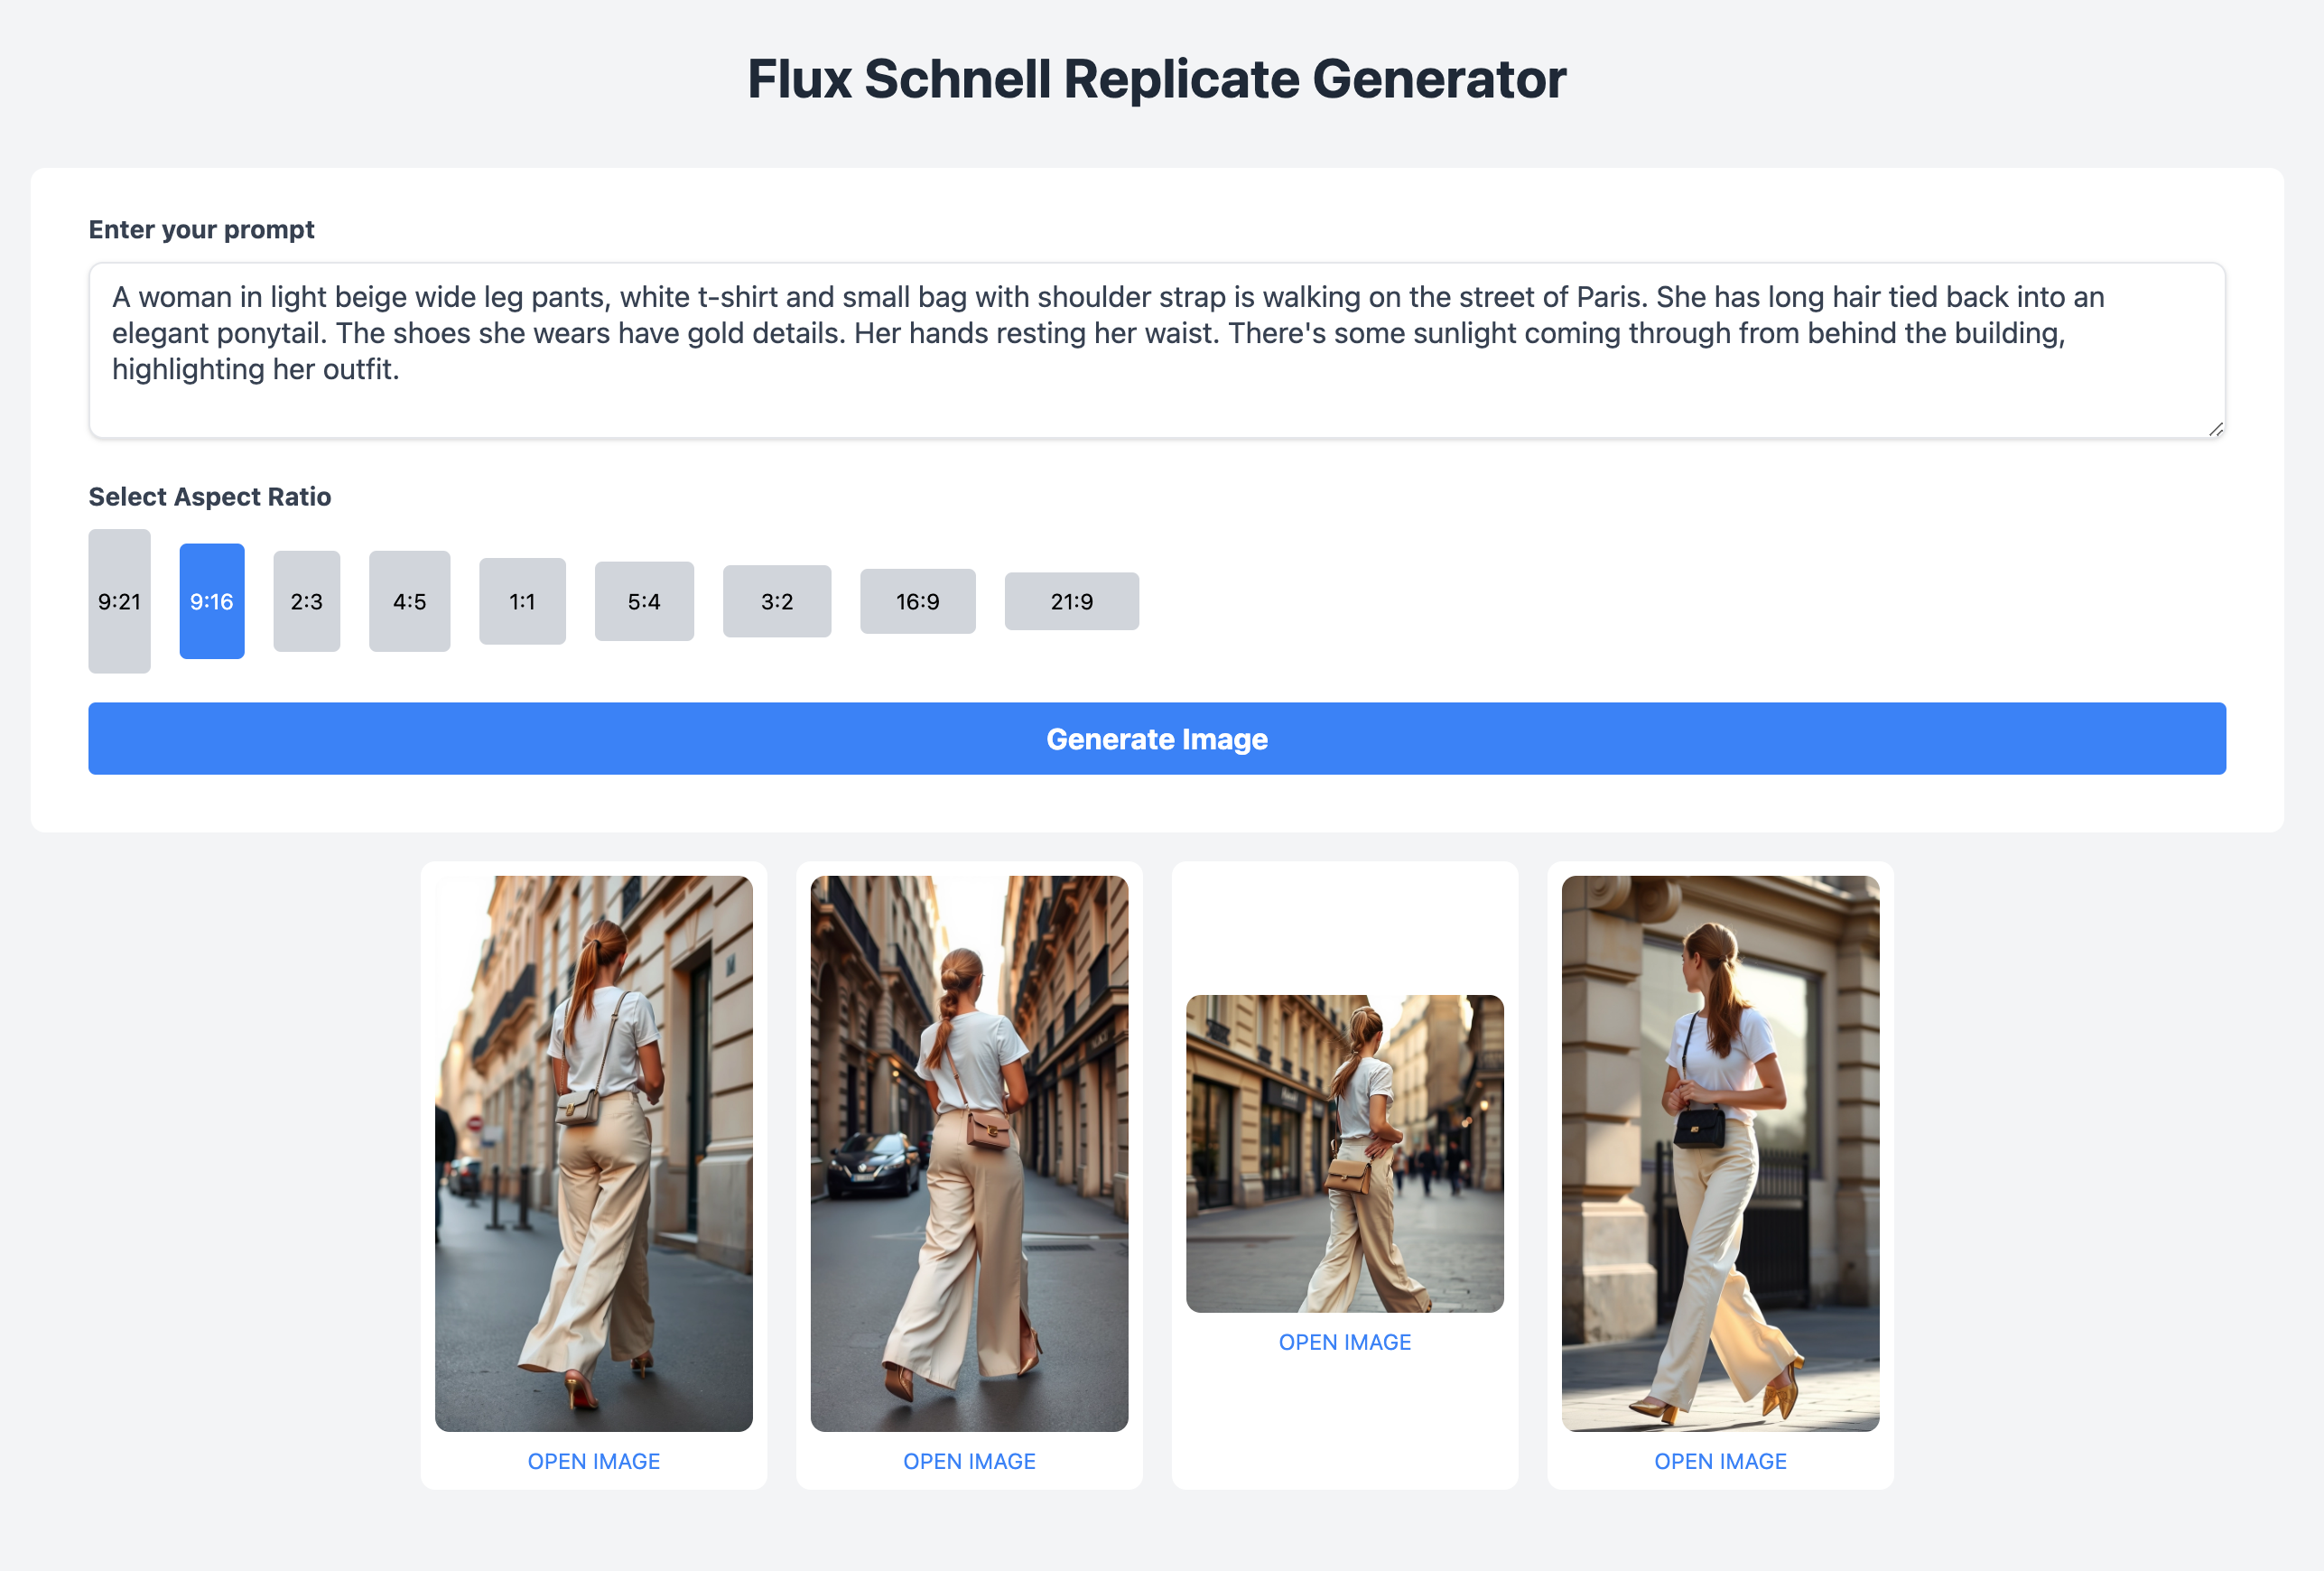 Flux Schnell Replicate Generator
Enter your prompt
A woman in light beige wide leg pants, white t-shirt and small bag with shoulder strap is walking on the street of Paris. She has long hair tied back into an
elegant ponytail. The shoes she wears have gold details. Her hands resting her waist. There's some sunlight coming through from behind the building,
highlighting her outfit.
Select Aspect Ratio
9:21 9:16 2:3 4:5 1:1 5:4 3:2 16:9 21:9
Generate Image
OPEN IMAGE
OPEN IMAGE
OPEN IMAGE
OPEN IMAGE